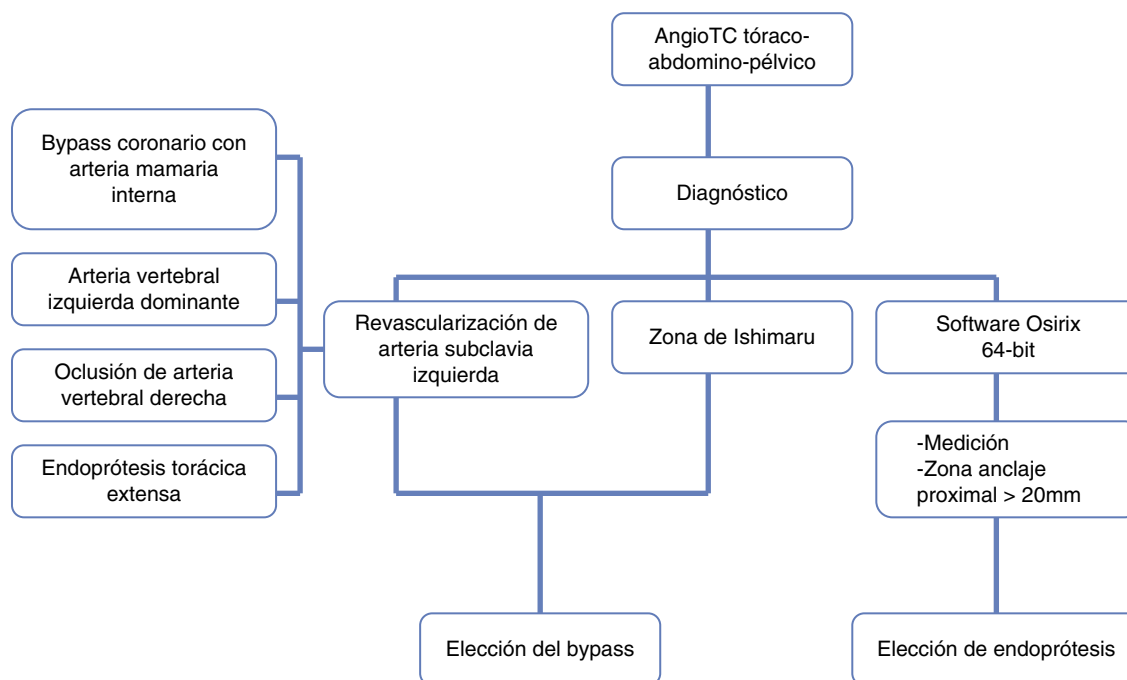 AngioTC tóraco-
abdomino-pélvico
Bypass coronario con
arteria mamaria
interna
Diagnóstico
Arteria vertebral
izquierda dominante
Revascularización de
arteria subclavia
izquierda
Zona de Ishimaru
Software Osirix
64-bit
Oclusión de arteria
vertebral derecha
Endoprótesis torácica
extensa
-Medición
-Zona anclaje
proximal > 20mm
Elección del bypass
Elección de endoprótesis